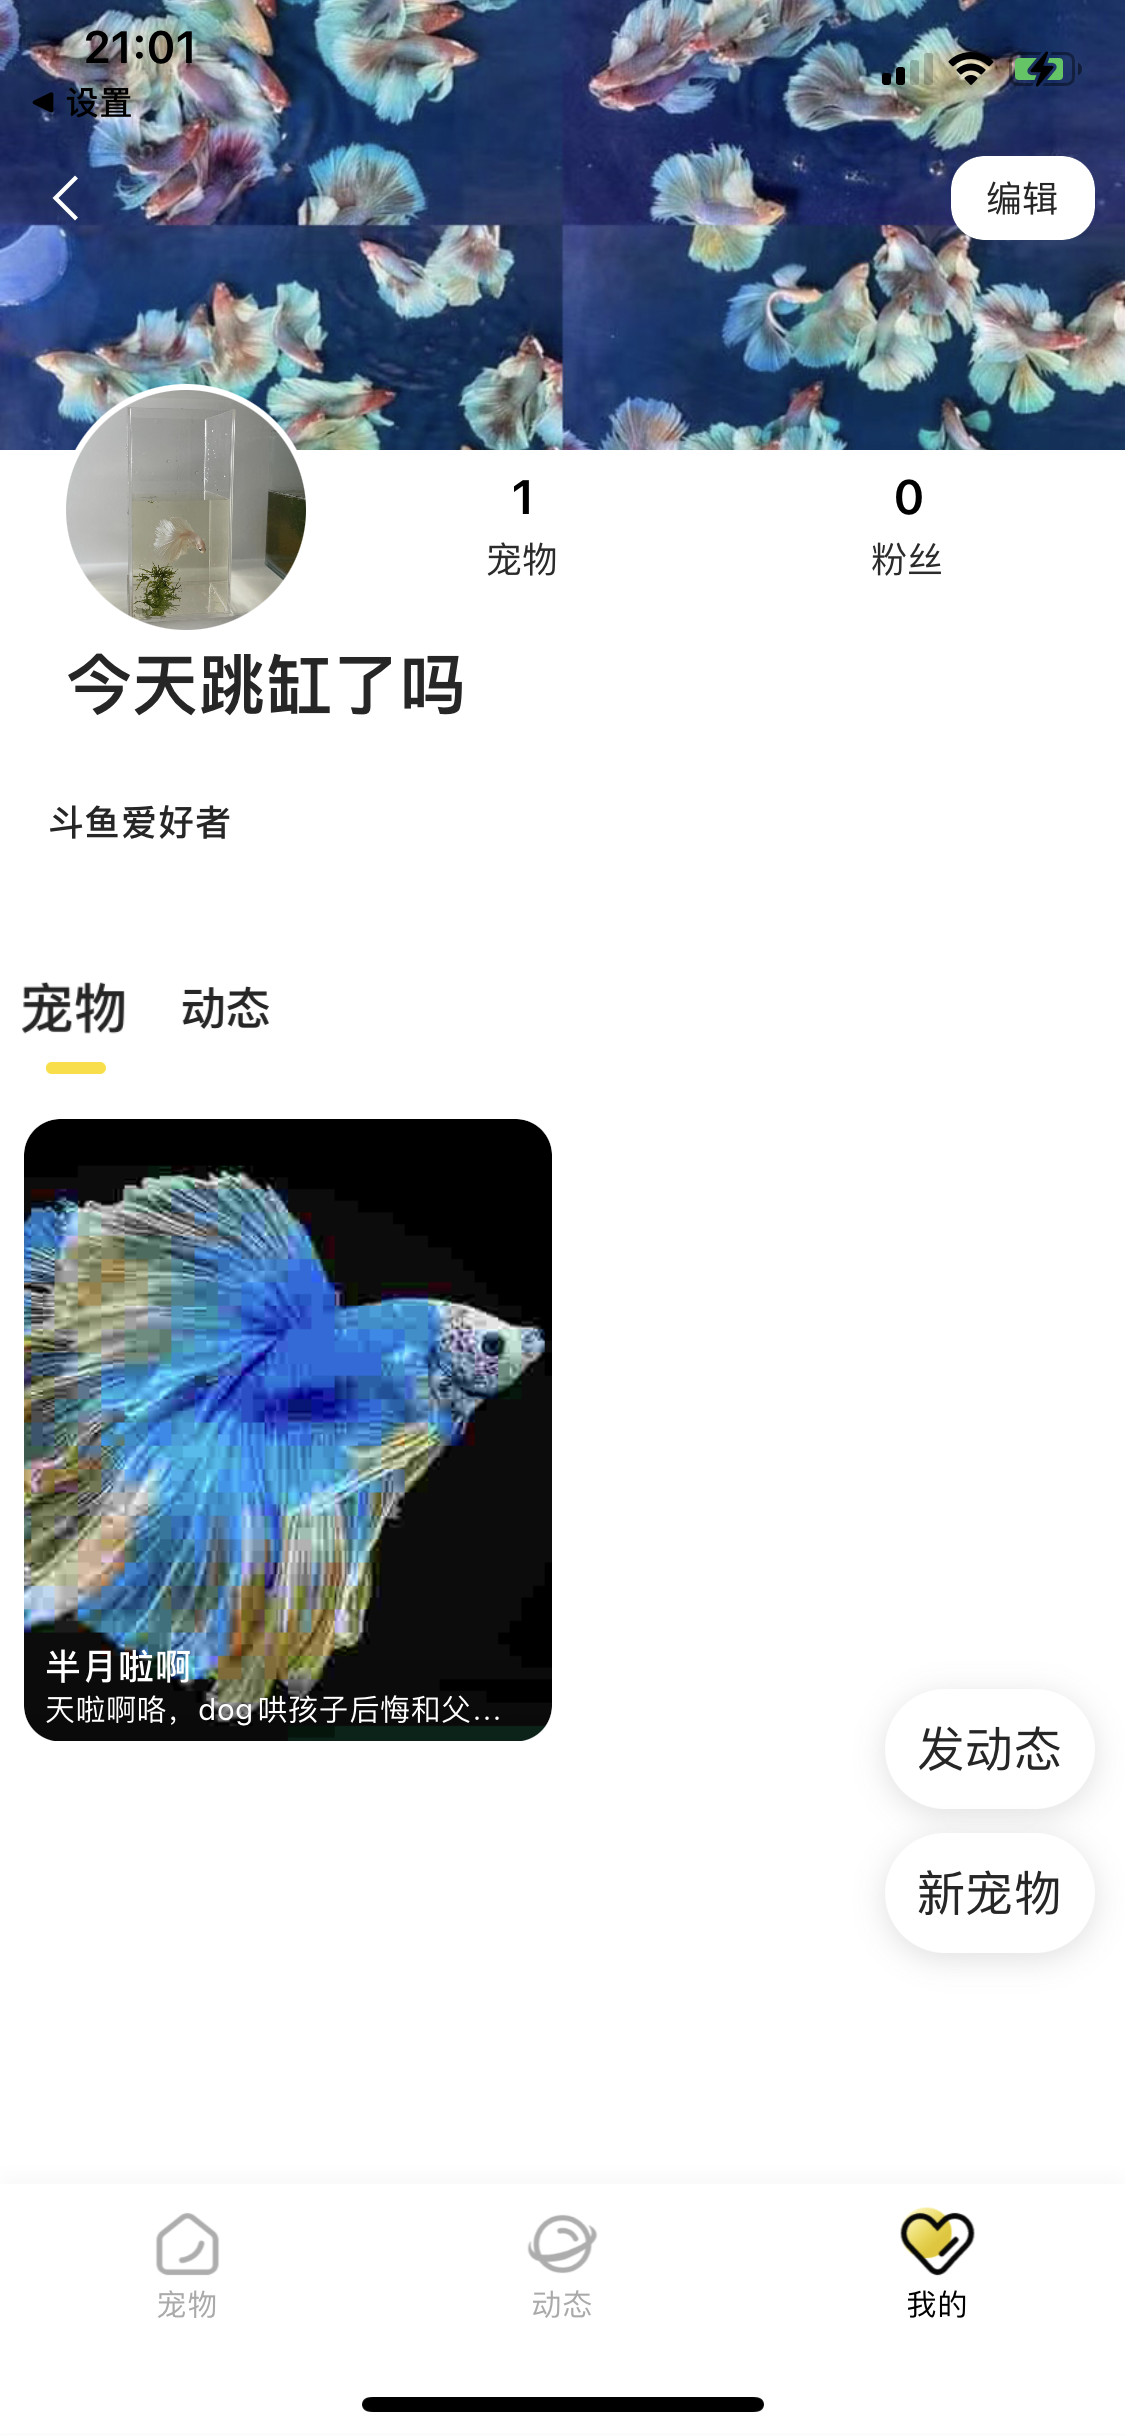 21:01
设置
编辑
1
宠物
0
粉丝
今天跳缸了吗
斗鱼爱好者
宠物 动态
半月啦啊
天啦啊咯，dog哄孩子后悔和父...
发动态
新宠物
宠物 动态 我的